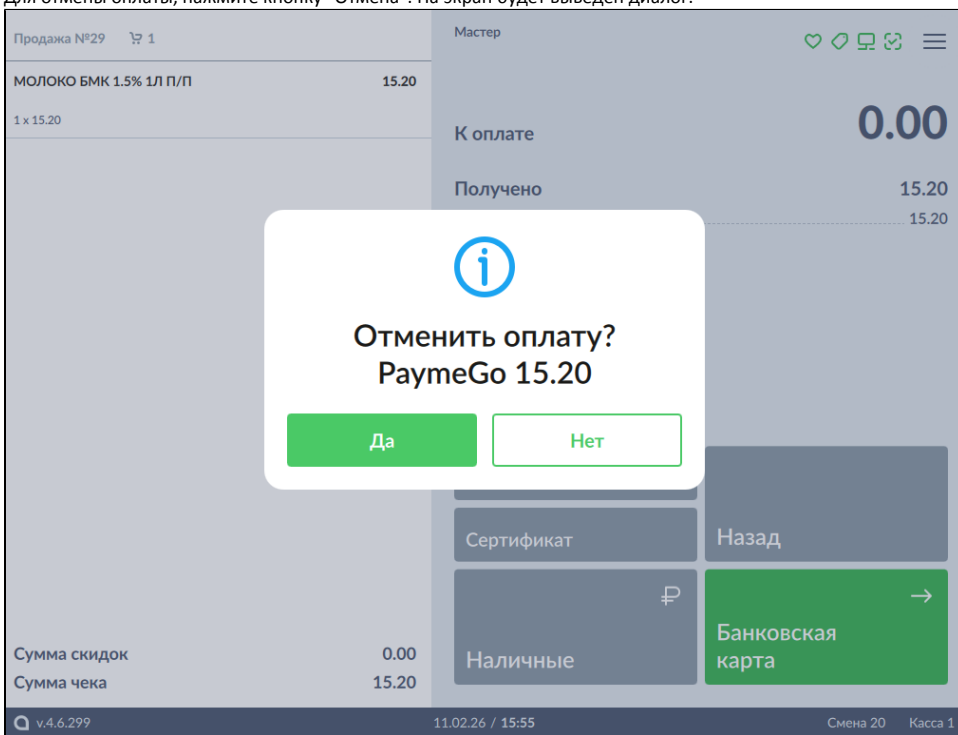 Для отмены оплаты, нажмите кнопку "Отмена". На экран будет выведен диалог:
Продажа №29 1
МОЛОКО БМК 1.5% 1Л П/П 15.20
1 x 15.20
Мастер
К оплате 0.00
Получено 15.20
15.20
Отменить оплату?
PaymeGo 15.20
Да Нет
Сертификат
Назад
₽
Наличные
Банковская
карта
Сумма скидок 0.00
Сумма чека 15.20
v.4.6.299 11.02.26 / 15:55 Смена 20 Касса 1